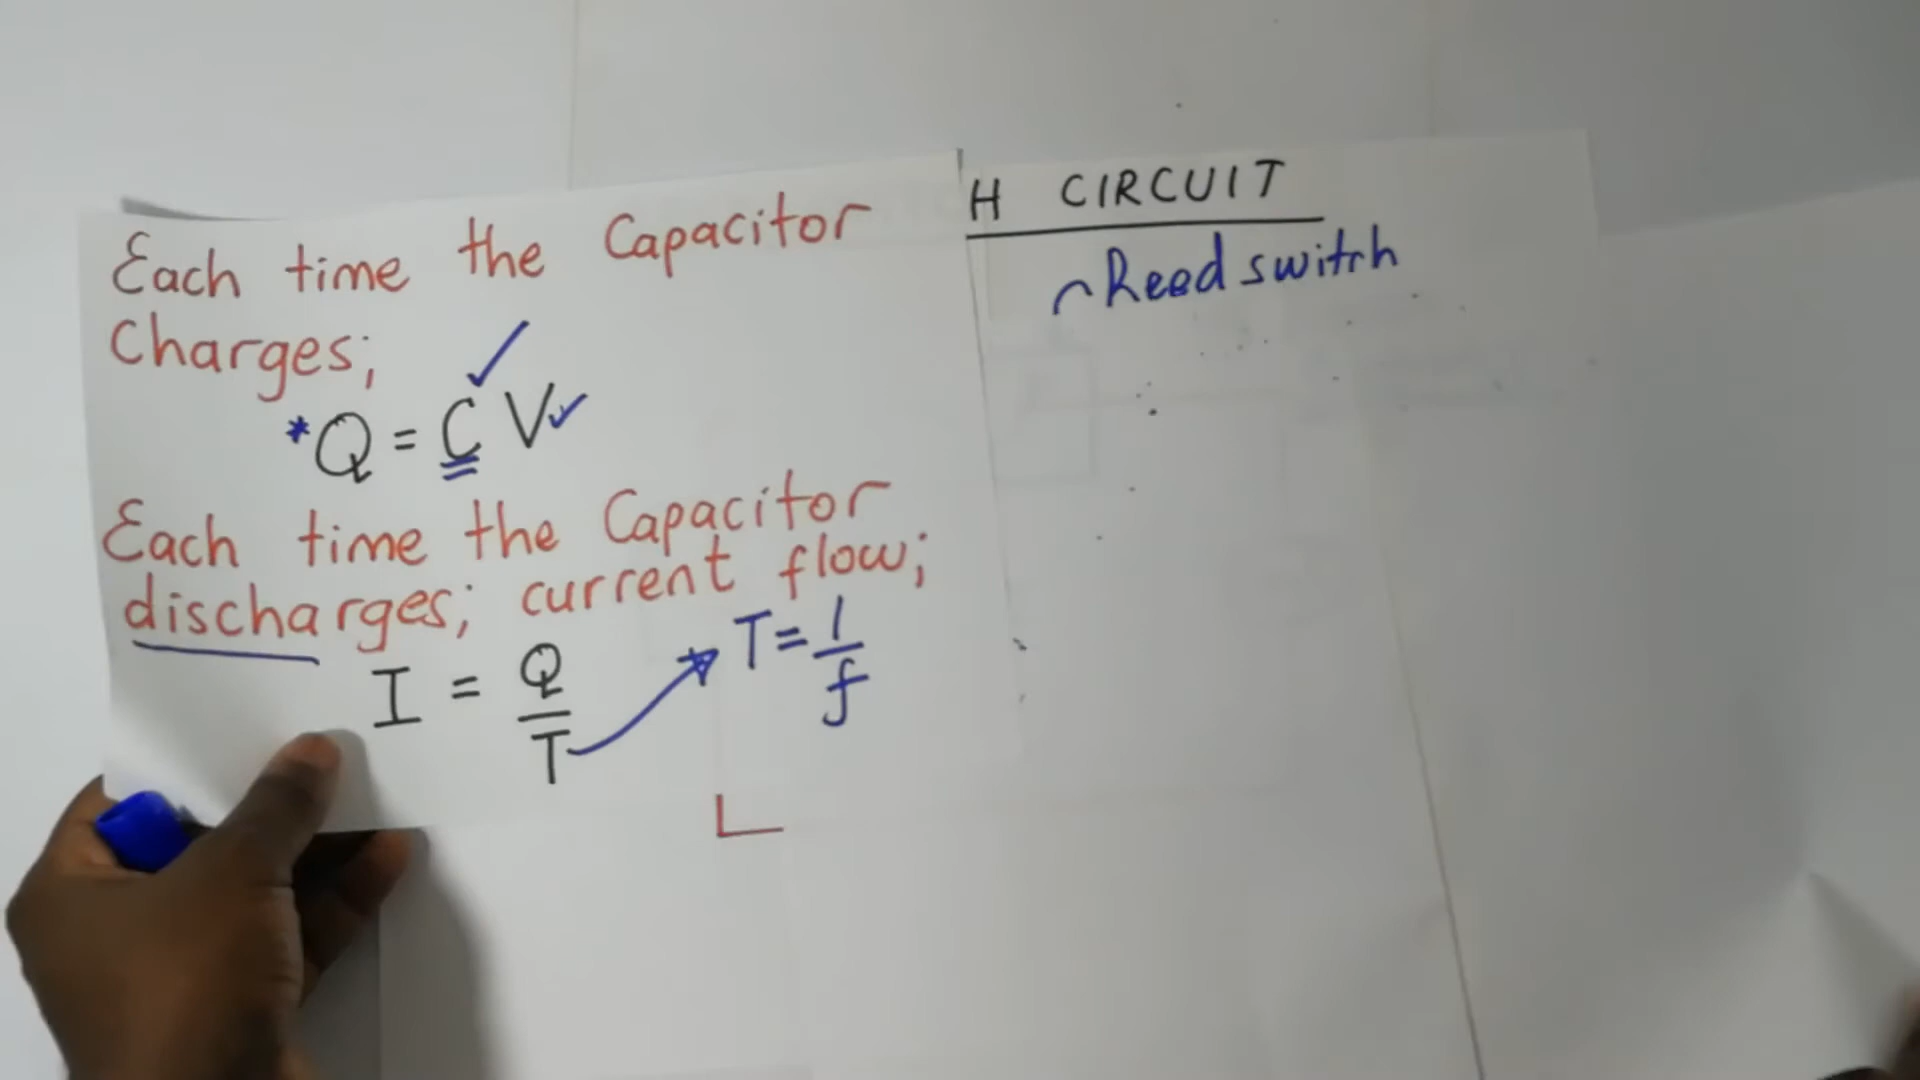 Each time the Capacitor
Charges;
*Q = C V
Each time the Capacitor
discharges; current flow;
I = Q/T
T = 1/f
H CIRCUIT
Reed switch